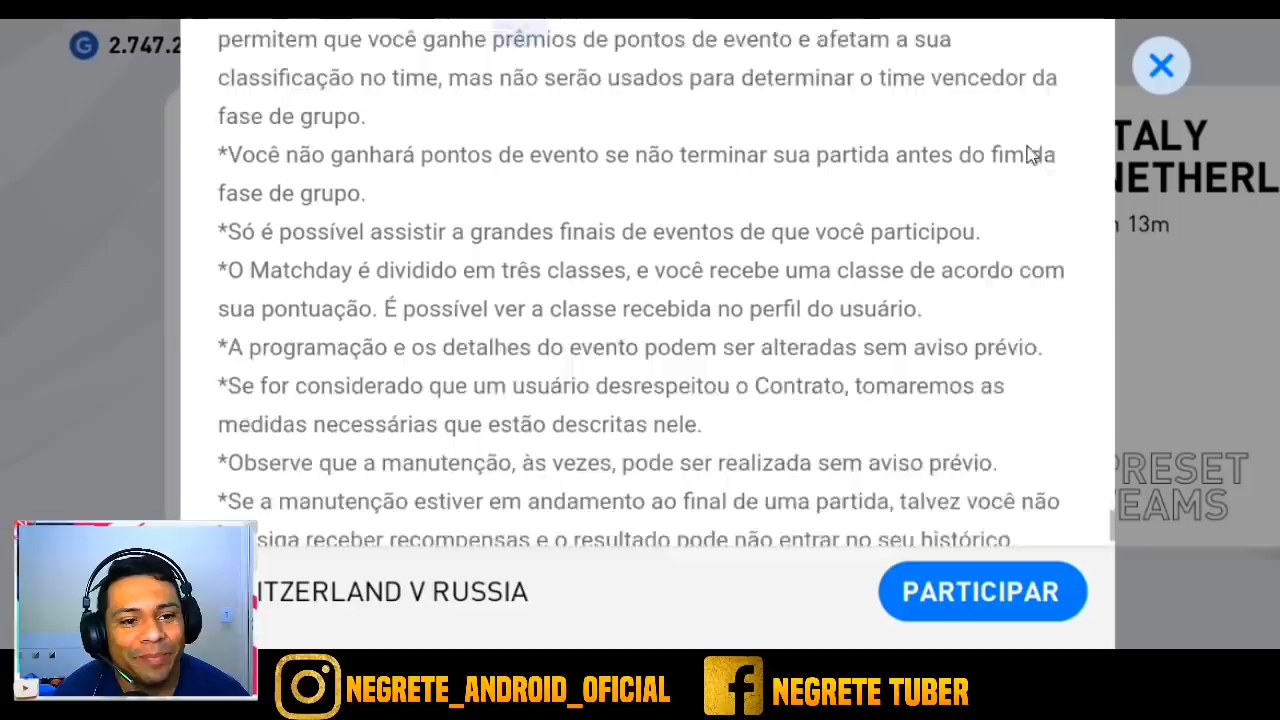 2.747.2
permitem que você ganhe prêmios de pontos de evento e afetam a sua
classificação no time, mas não serão usados para determinar o time vencedor da
fase de grupo.
*Você não ganhará pontos de evento se não terminar sua partida antes do fim da
fase de grupo.
*Só é possível assistir a grandes finais de eventos de que você participou.
*O Matchday é dividido em três classes, e você recebe uma classe de acordo com
sua pontuação. É possível ver a classe recebida no perfil do usuário.
*A programação e os detalhes do evento podem ser alteradas sem aviso prévio.
*Se for considerado que um usuário desrespeitou o Contrato, tomaremos as
medidas necessárias que estão descritas nele.
*Observe que a manutenção, às vezes, pode ser realizada sem aviso prévio.
*Se a manutenção estiver em andamento ao final de uma partida, talvez você não
siga receber recompensas e o resultado pode não entrar no seu histórico.
TALY
NETHERL
13m
PRESET
TEAMS
ITZERLAND V RUSSIA
PARTICIPAR
NEGRETE_ANDROID_OFICIAL
NEGRETE TUBER